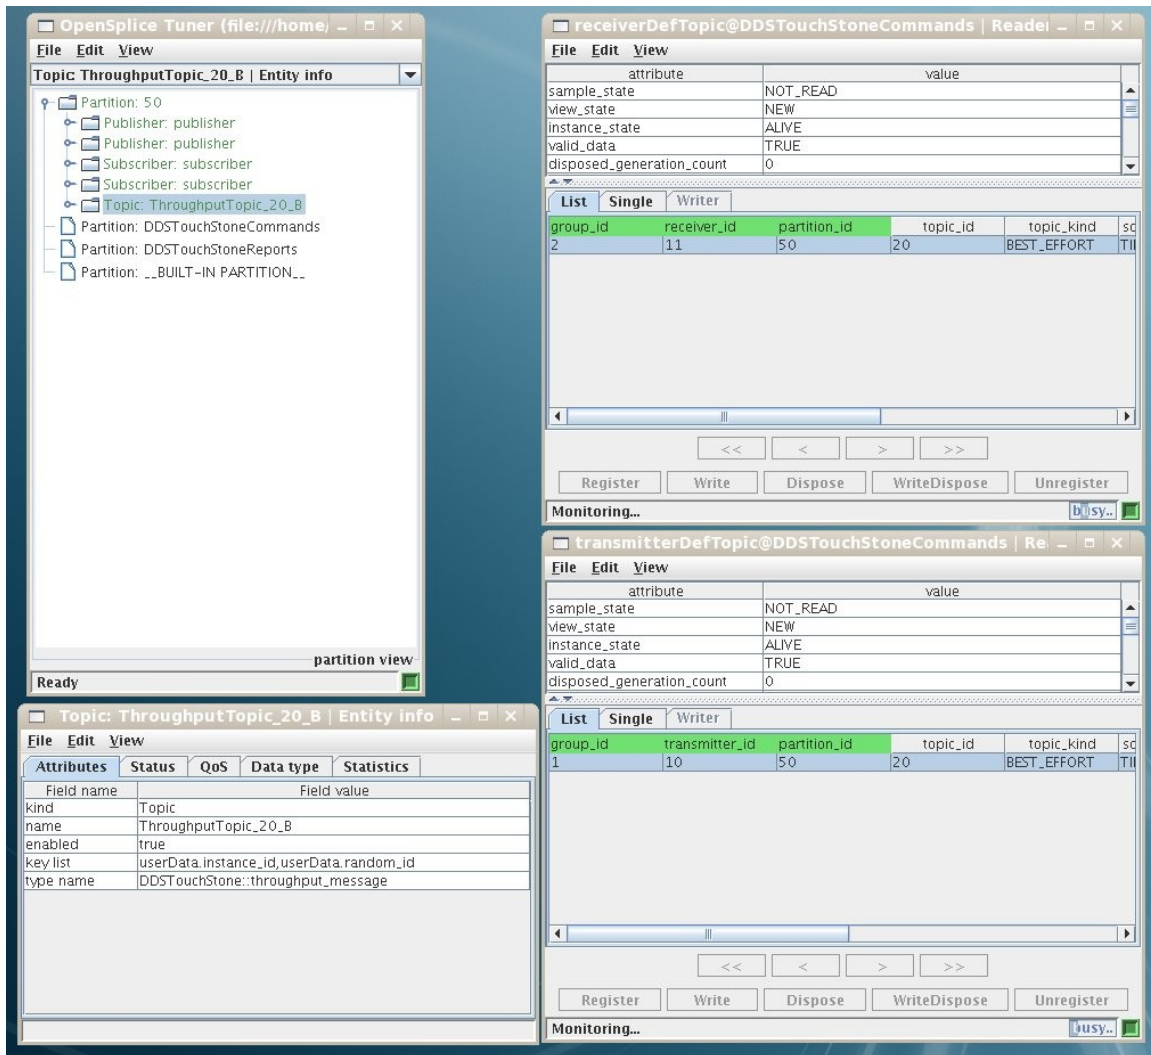 OpenSplice Tuner (file:///home/
File Edit View
Topic: ThroughputTopic_20_B | Entity info
Partition: 50
Publisher: publisher
Publisher: publisher
Subscriber: subscriber
Subscriber: subscriber
Topic: ThroughputTopic_20_B
Partition: DDSTouchStoneCommands
Partition: DDSTouchStoneReports
Partition: __BUILT-IN PARTITION__
partition view
Ready
Topic: ThroughputTopic_20_B | Entity info
File Edit View
Attributes Status QoS Data type Statistics
Field name Field value
kind Topic
name ThroughputTopic_20_B
enabled true
key list userData.instance_id,userData.random_id
type name DDSTouchStone::throughput_message
receiverDefTopic@DDSTouchStoneCommands | Reader
File Edit View
attribute value
sample_state NOT_READ
view_state NEW
instance_state ALIVE
valid_data TRUE
disposed_generation_count 0
List Single Writer
group_id receiver_id partition_id topic_id topic_kind sc
2 11 50 20 BEST_EFFORT
<< < > >>
Register Write Dispose WriteDispose Unregister
Monitoring... busy..
transmitterDefTopic@DDSTouchStoneCommands | Re
File Edit View
attribute value
sample_state NOT_READ
view_state NEW
instance_state ALIVE
valid_data TRUE
disposed_generation_count 0
List Single Writer
group_id transmitter_id partition_id topic_id topic_kind sc
1 10 50 20 BEST_EFFORT
<< < > >>
Register Write Dispose WriteDispose Unregister
Monitoring... busy..